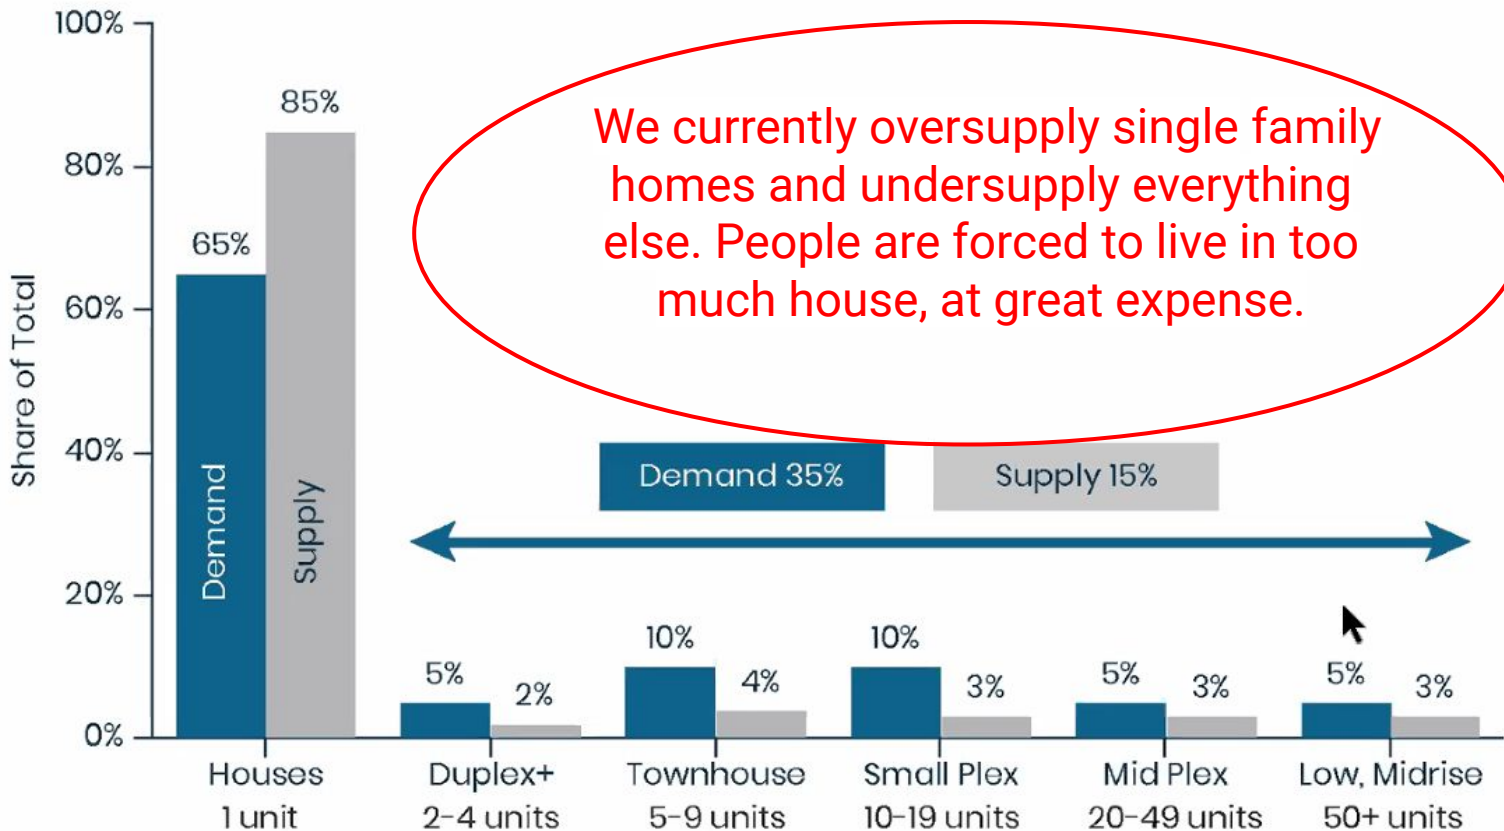 100%
80%
60%
40%
20%
0%
Share of Total
We currently oversupply single family
homes and undersupply everything
else. People are forced to live in too
much house, at great expense.
Demand 35%
Supply 15%
65%
85%
Demand
Supply
5%
2%
10%
4%
10%
3%
5%
3%
5%
3%
Houses
1 unit
Duplex+
2-4 units
Townhouse
5-9 units
Small Plex
10-19 units
Mid Plex
20-49 units
Low, Midrise
50+ units